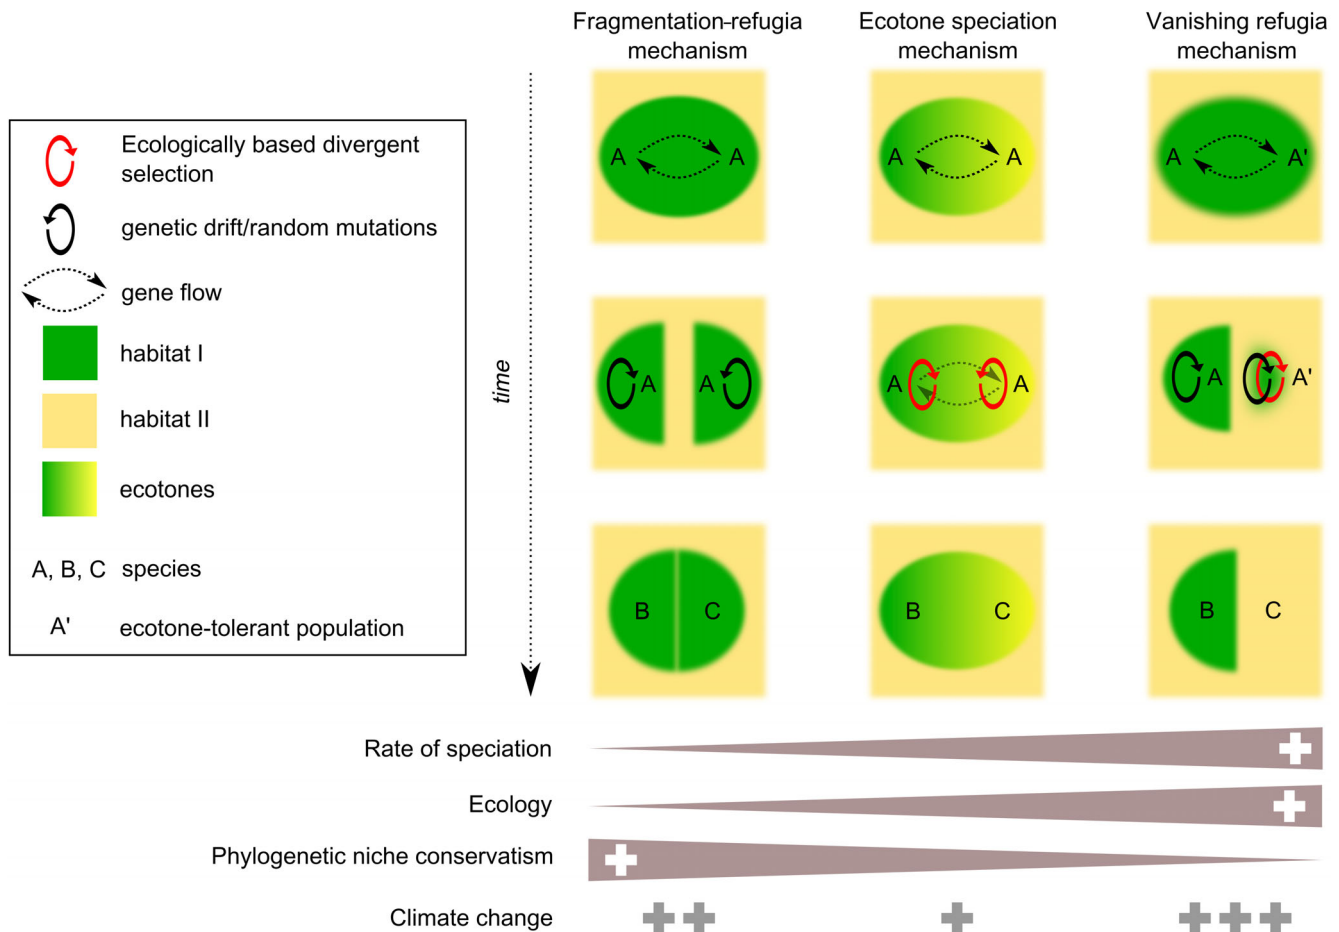 Fragmentation-refugia
mechanism
Ecotone speciation
mechanism
Vanishing refugia
mechanism
Ecologically based divergent
selection
genetic drift/random mutations
gene flow
habitat I
habitat II
ecotones
A, B, C species
A' ecotone-tolerant population
time
A A
A A
A A'
A A
A A
A A'
B C
B C
B C
Rate of speciation
Ecology
Phylogenetic niche conservatism
Climate change